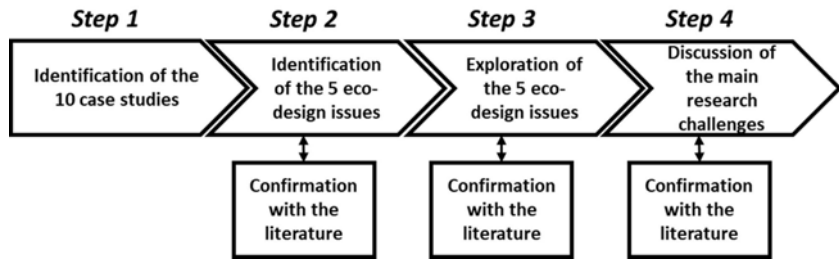 Step 1
Step 2
Step 3
Step 4
Identification of the
10 case studies
Identification
of the 5 eco-
design issues
Exploration of
the 5 eco-
design issues
Discussion of
the main
research
challenges
Confirmation
with the
literature
Confirmation
with the
literature
Confirmation
with the
literature